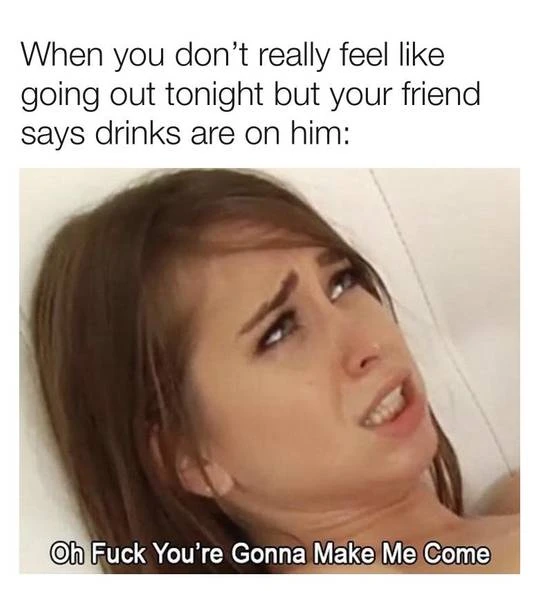 When you don’t really feel like
going out tonight but your friend
says drinks are on him:
Oh Fuck You're Gonna Make Me Come